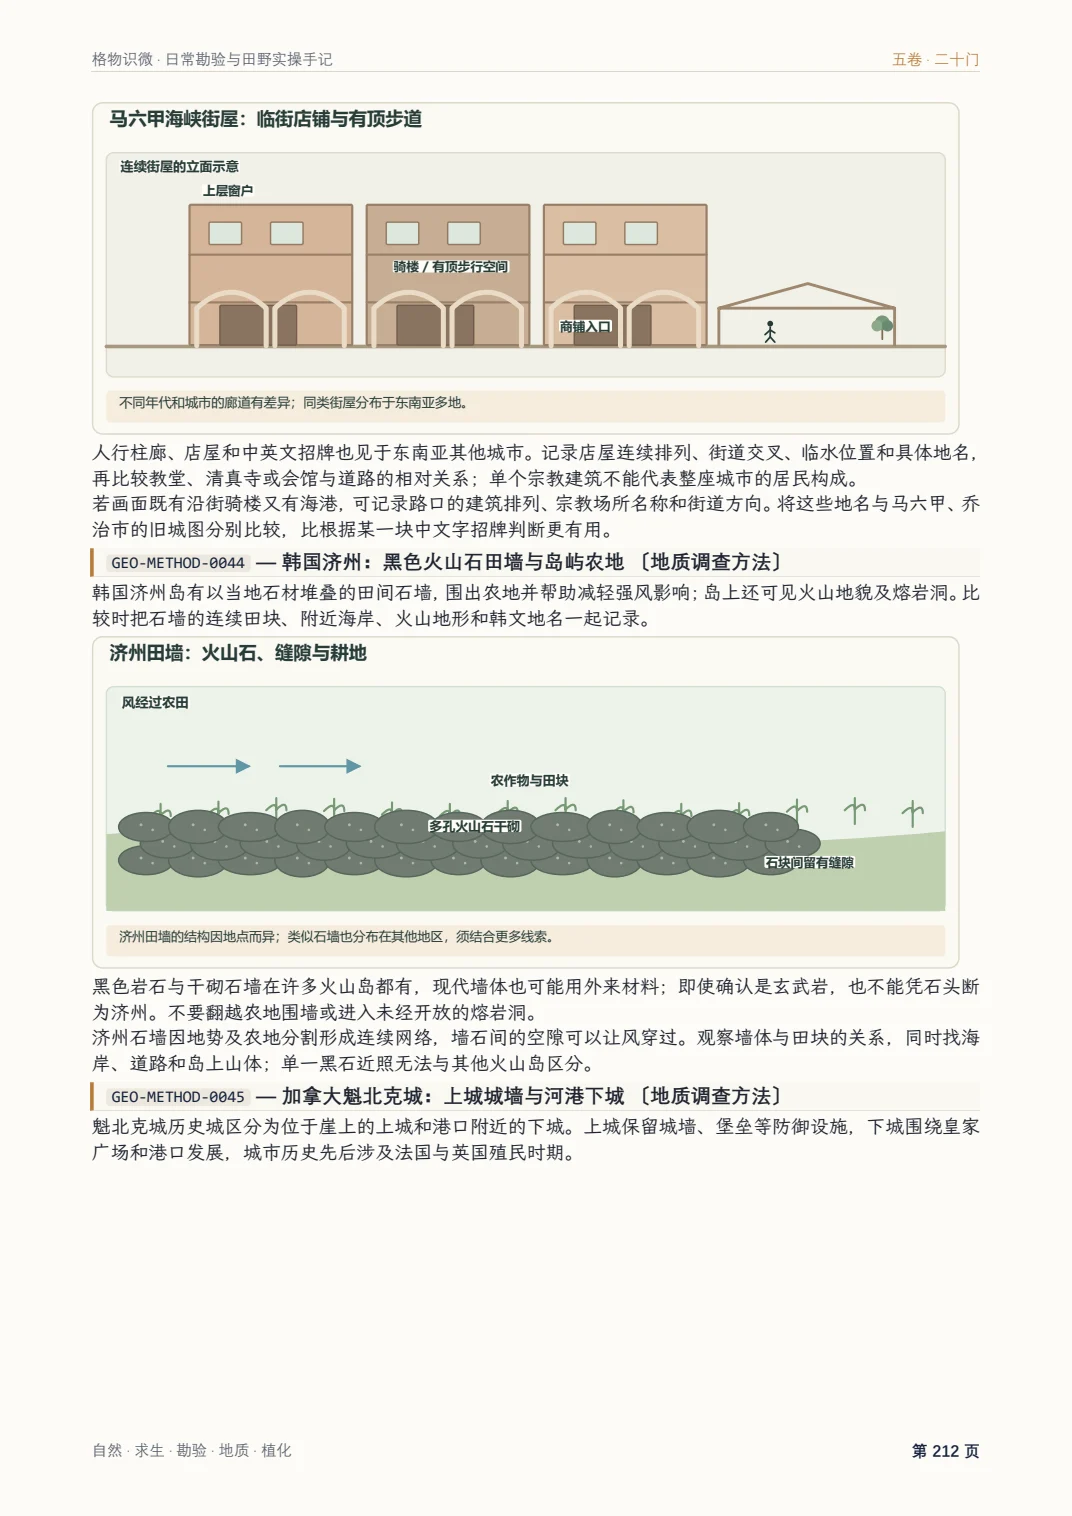 格物识微 · 日常勘验与田野实操手记
五卷 · 二十门
马六甲海峡街屋：临街店铺与有顶步道
连续街屋的立面示意
上层窗户
骑楼 / 有顶步行空间
商铺入口
不同年代和城市的廊道有差异；同类街屋分布于东南亚多地。
人行柱廊、店屋和中英文招牌也见于东南亚其他城市。记录店屋连续排列、街道交叉、临水位置和具体地名，
再比较教堂、清真寺或会馆与道路的相对关系；单个宗教建筑不能代表整座城市的居民构成。
若画面既有沿街骑楼又有海港，可记录路口的建筑排列、宗教场所名称和街道方向。将这些地名与马六甲、乔
治市的旧城图分别比较，比根据某一块中文字招牌判断更有用。
GEO-METHOD-0044 — 韩国济州：黑色火山石田墙与岛屿农地 〔地质调查方法〕
韩国济州岛有以当地石材堆叠的田间石墙，围出农地并帮助减轻强风影响；岛上还可见火山地貌及熔岩洞。比
较时把石墙的连续田块、附近海岸、火山地形和韩文地名一起记录。
济州田墙：火山石、缝隙与耕地
风经过农田
农作物与田块
多孔火山石干砌
石块间留有缝隙
济州田墙的结构因地点而异；类似石墙也分布在其他地区，须结合更多线索。
黑色岩石与干砌石墙在许多火山岛都有，现代墙体也可能用外来材料；即使确认是玄武岩，也不能凭石头断
为济州。不要翻越农地围墙或进入未经开放的熔岩洞。
济州石墙因地势及农地分割形成连续网络，墙石间的空隙可以让风穿过。观察墙体与田块的关系，同时找海
岸、道路和岛上山体；单一黑石近照无法与其他火山岛区分。
GEO-METHOD-0045 — 加拿大魁北克城：上城城墙与河港下城 〔地质调查方法〕
魁北克城历史城区分为位于崖上的上城和港口附近的下城。上城保留城墙、堡垒等防御设施，下城围绕皇家
广场和港口发展，城市历史先后涉及法国与英国殖民时期。
自然 · 求生 · 勘验 · 地质 · 植化
第 212 页